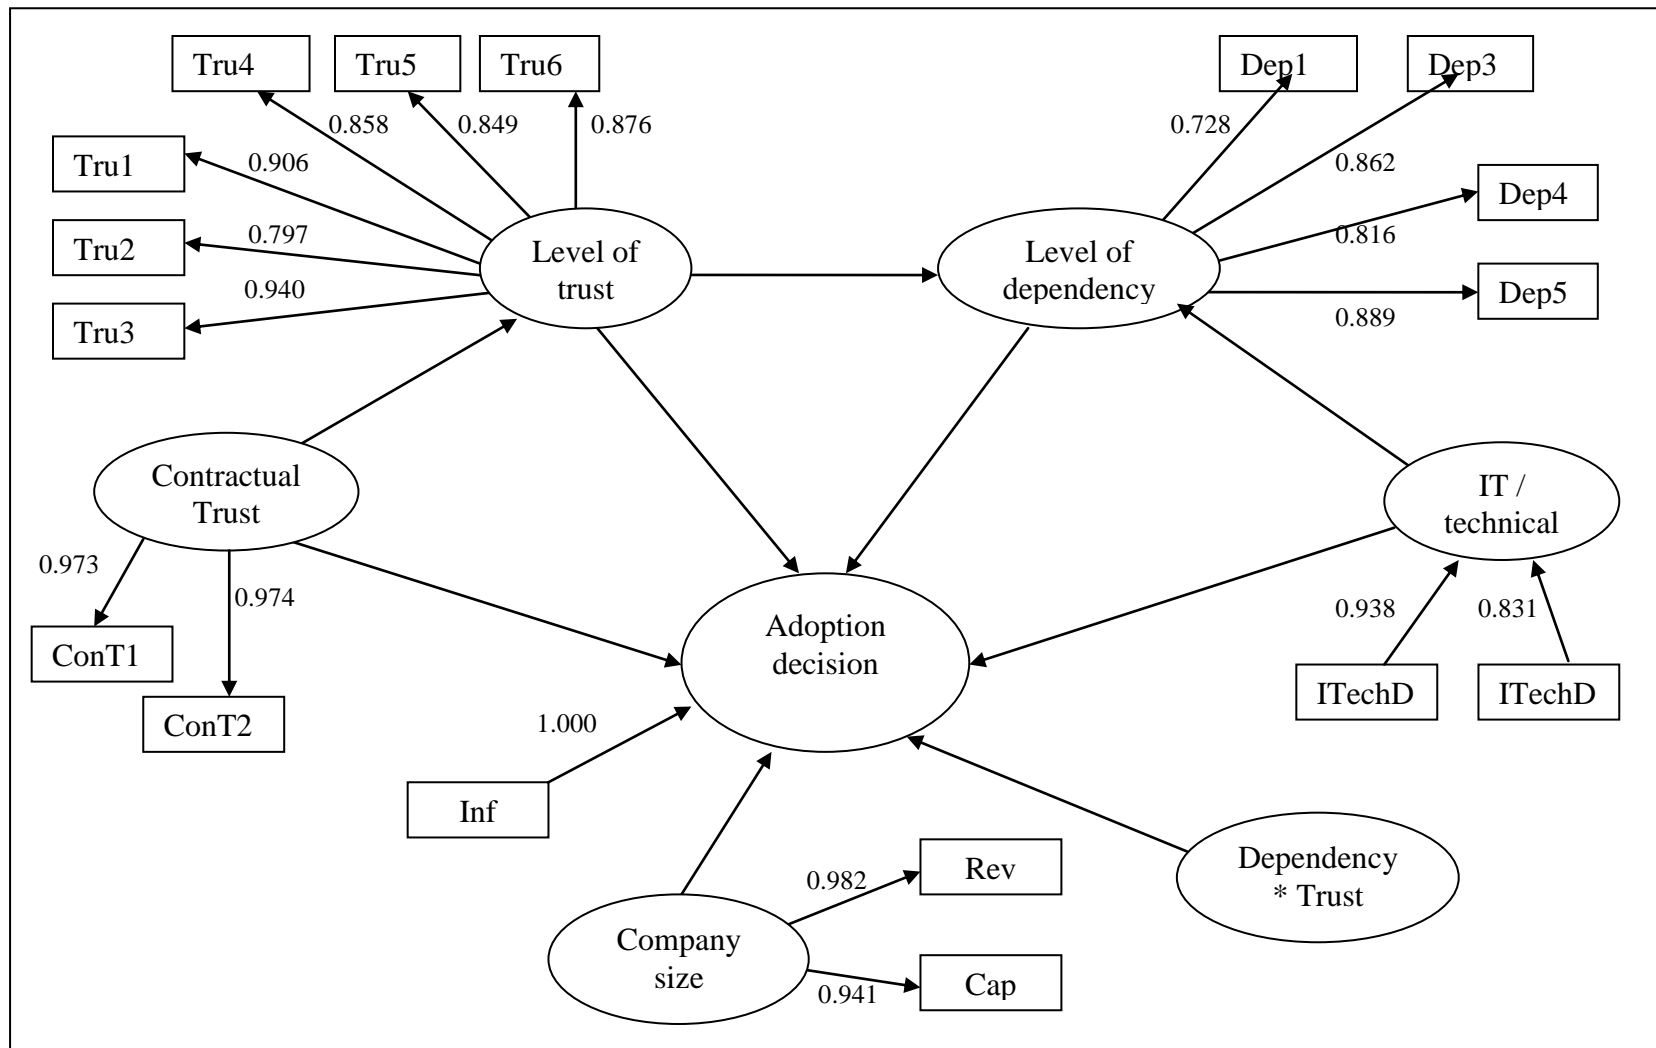 Tru4
Tru5
Tru6
Dep1
Dep3
0.858
0.849
0.876
0.728
Tru1
0.906
0.862
Dep4
Tru2
0.797
0.816
Level of
trust
Level of
dependency
0.940
Tru3
Dep5
0.889
Contractual
Trust
IT /
technical
0.973
0.974
0.938
0.831
Adoption
decision
ConT1
ConT2
ITechD
ITechD
1.000
Inf
0.982
Rev
Dependency
* Trust
Company
size
0.941
Cap